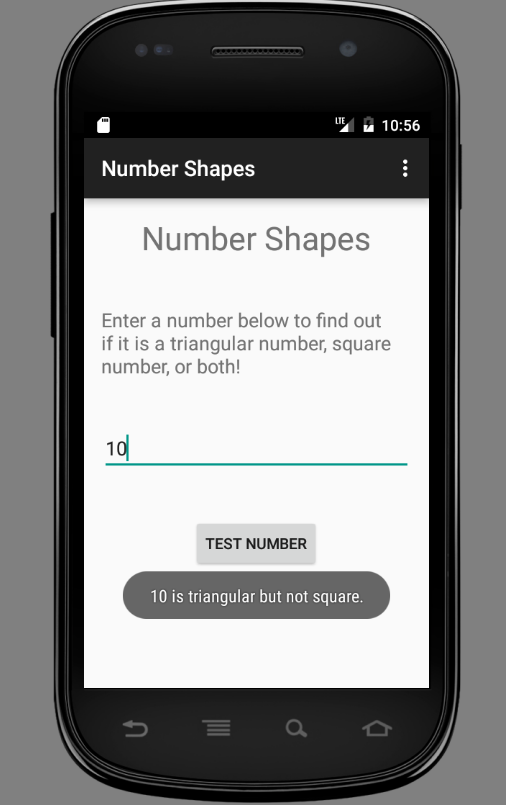 LTE 10:56
Number Shapes
Number Shapes
Enter a number below to find out
if it is a triangular number, square
number, or both!
10
TEST NUMBER
10 is triangular but not square.